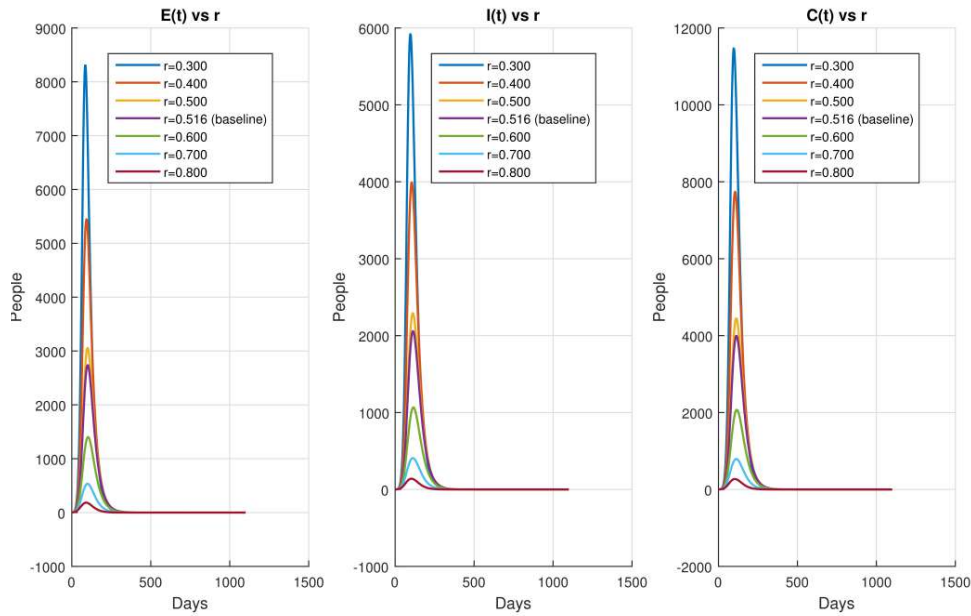 E(t) vs r
9000
8000
7000
6000
5000
4000
3000
2000
1000
0
-1000
People
0
500
1000
1500
Days
r=0.300
r=0.400
r=0.500
r=0.516 (baseline)
r=0.600
r=0.700
r=0.800
I(t) vs r
6000
5000
4000
3000
2000
1000
0
-1000
People
0
500
1000
1500
Days
r=0.300
r=0.400
r=0.500
r=0.516 (baseline)
r=0.600
r=0.700
r=0.800
C(t) vs r
12000
10000
8000
6000
4000
2000
0
-2000
People
0
500
1000
1500
Days
r=0.300
r=0.400
r=0.500
r=0.516 (baseline)
r=0.600
r=0.700
r=0.800